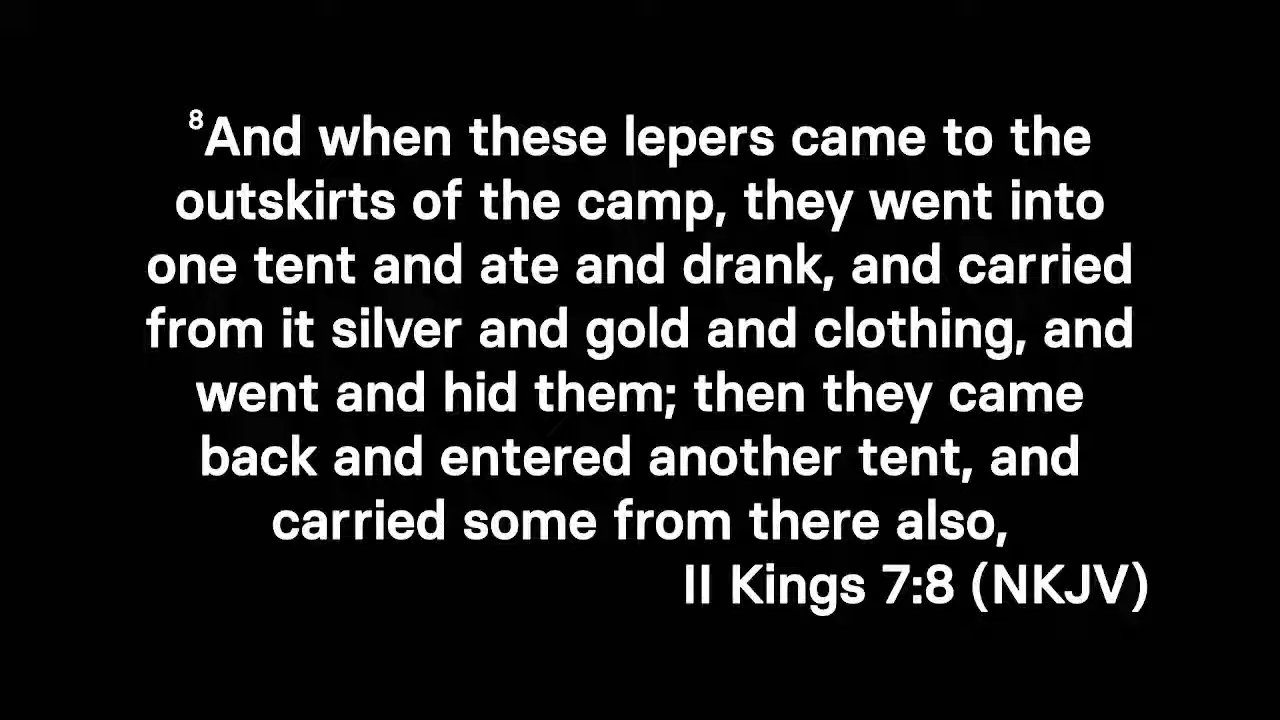 ⁸And when these lepers came to the
outskirts of the camp, they went into
one tent and ate and drank, and carried
from it silver and gold and clothing, and
went and hid them; then they came
back and entered another tent, and
carried some from there also,
II Kings 7:8 (NKJV)